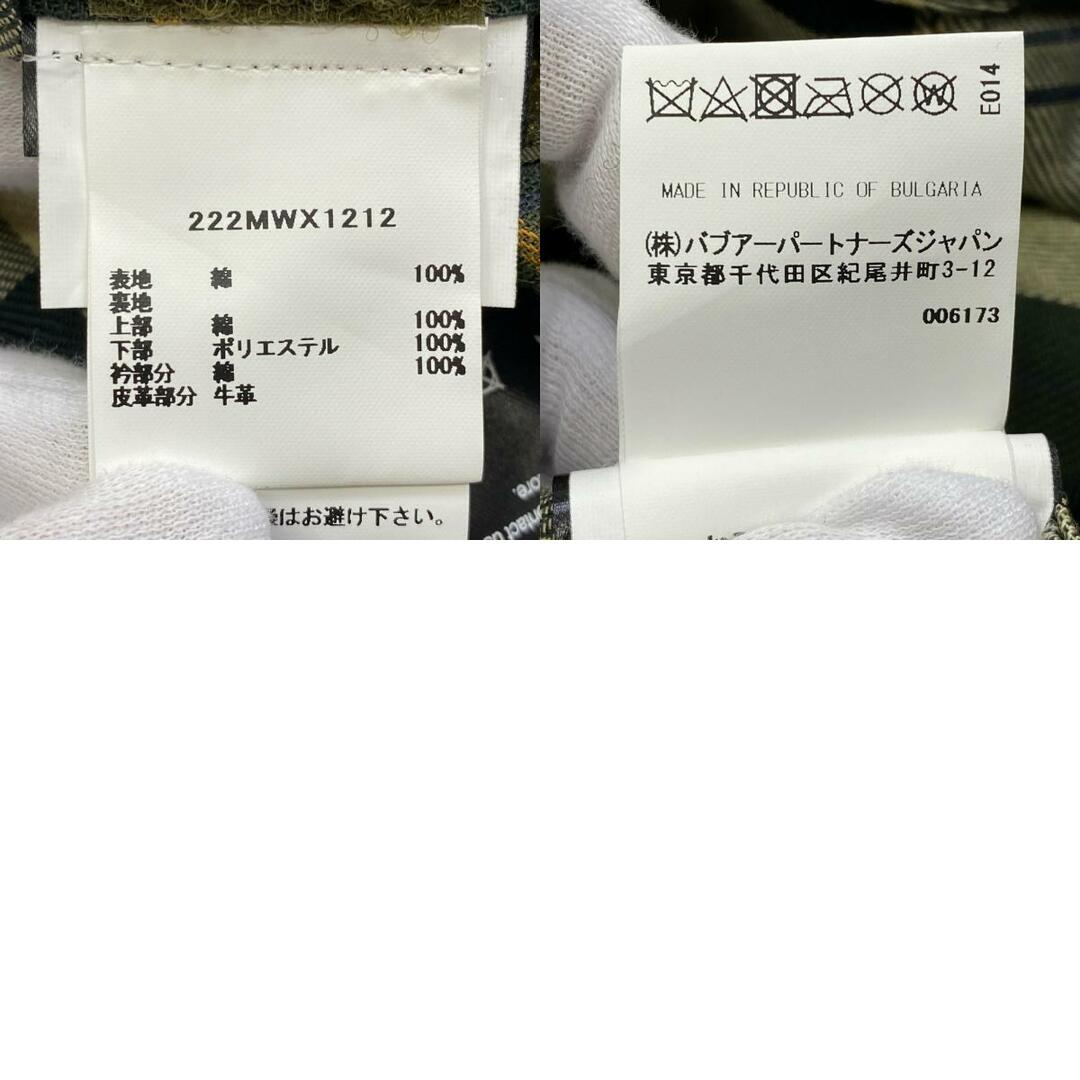 222MWX1212
表地 綿 100%
裏地
上部 綿 100%
下部 ポリエステル 100%
衿部分 綿 100%
皮革部分 牛革
はお避け下さい。
ontact us
ore.
E014
MADE IN REPUBLIC OF BULGARIA
(株)バブアーパートナーズジャパン
東京都千代田区紀尾井町3-12
006173